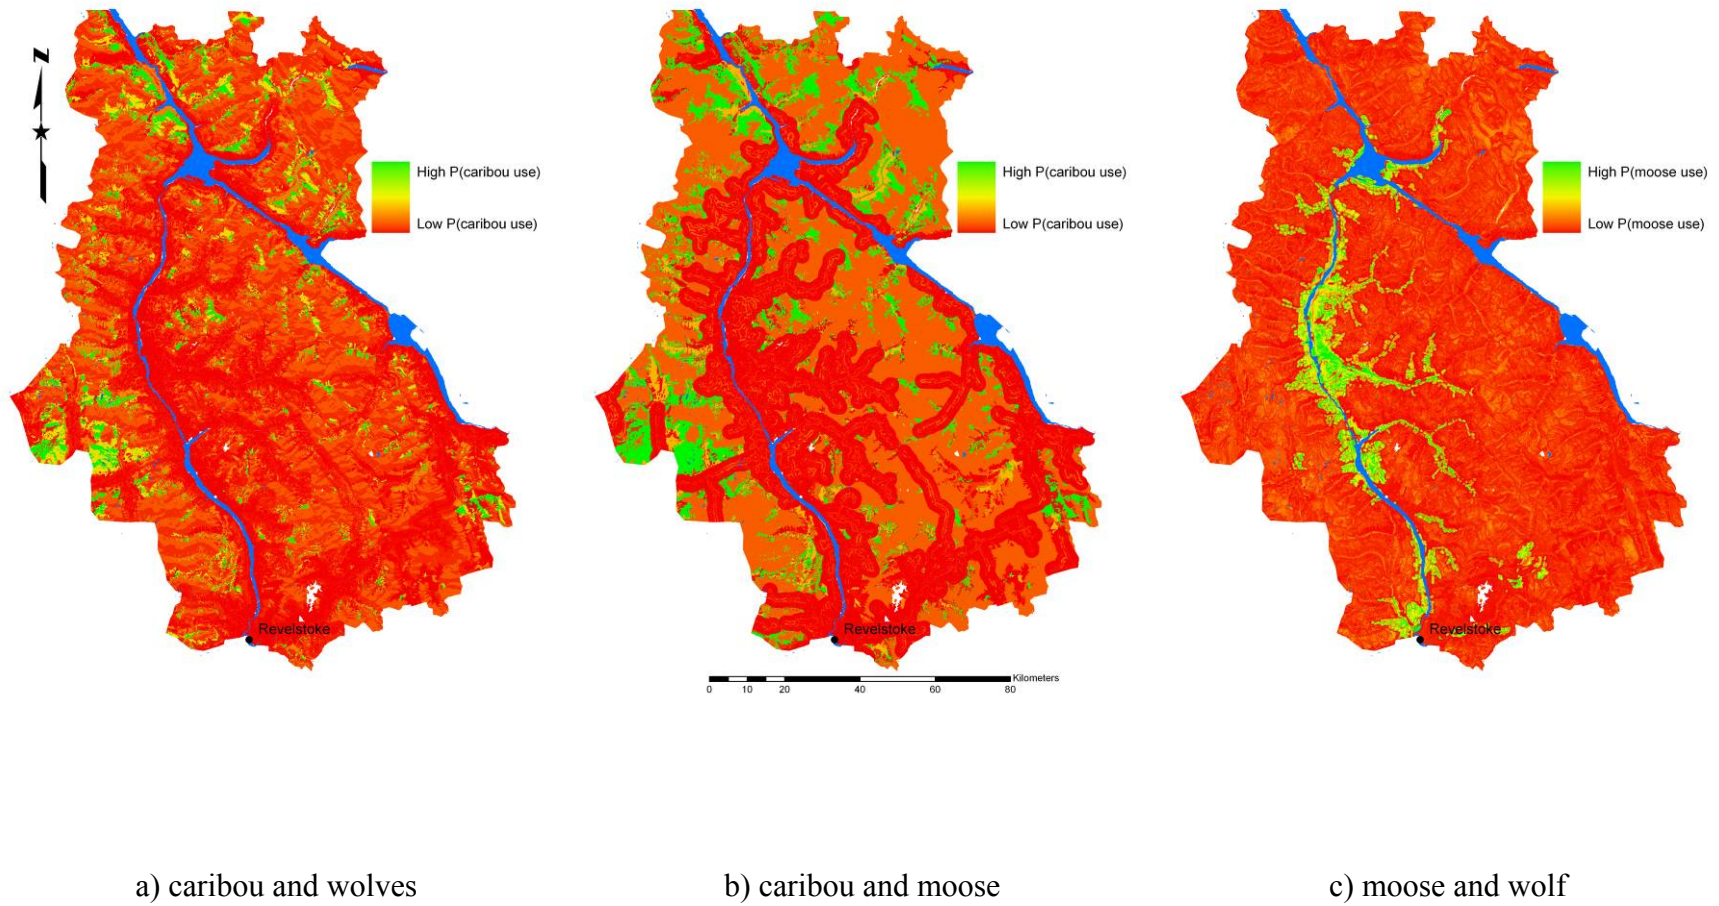 N
High P(caribou use)
Low P(caribou use)
Revelstoke
High P(caribou use)
Low P(caribou use)
Revelstoke
Kilometers
0 10 20 40 60 80
High P(moose use)
Low P(moose use)
Revelstoke
a) caribou and wolves
b) caribou and moose
c) moose and wolf